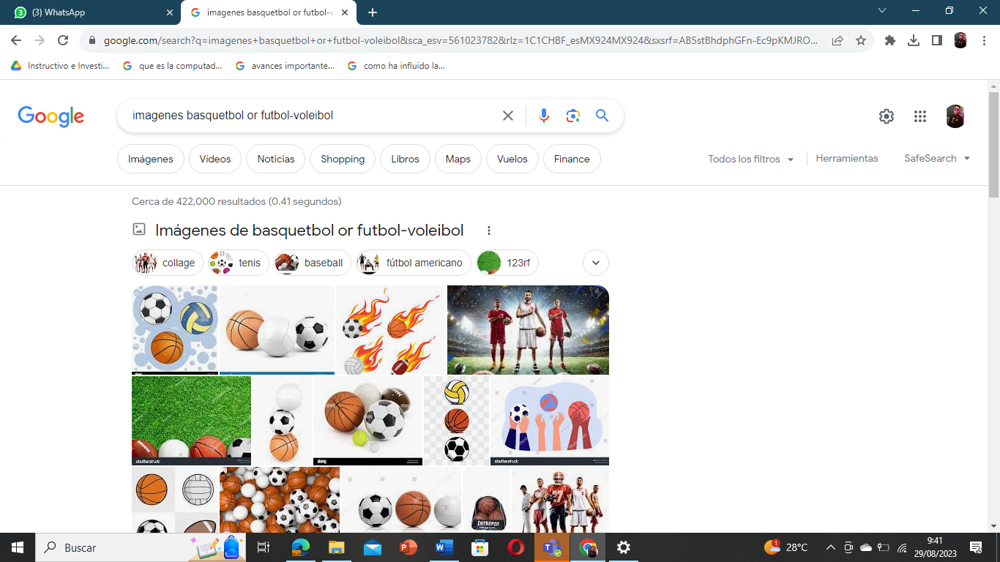 (3) WhatsApp
imagenes basquetbol or futbol-v
google.com/search?q=imagenes+basquetbol+or+futbol-voleibol&sca_esv=561023782&rlz=1C1CHBF_esMX924MX924&sxsrf=AB5stBhdphGFn-Ec9pKMJRO...
Instructivo e Investi...
que es la computad...
avances importante...
como ha influido la...
Google
imagenes basquetbol or futbol-voleibol
Imágenes
Vídeos
Noticias
Shopping
Libros
Maps
Vuelos
Finance
Todos los filtros
Herramientas
SafeSearch
Cerca de 422,000 resultados (0.41 segundos)
Imágenes de basquetbol or futbol-voleibol
collage
tenis
baseball
fútbol americano
123rf
shutterstock
alamy
shutterstock
INTREPID
Buscar
1
28°C
9:41
29/08/2023